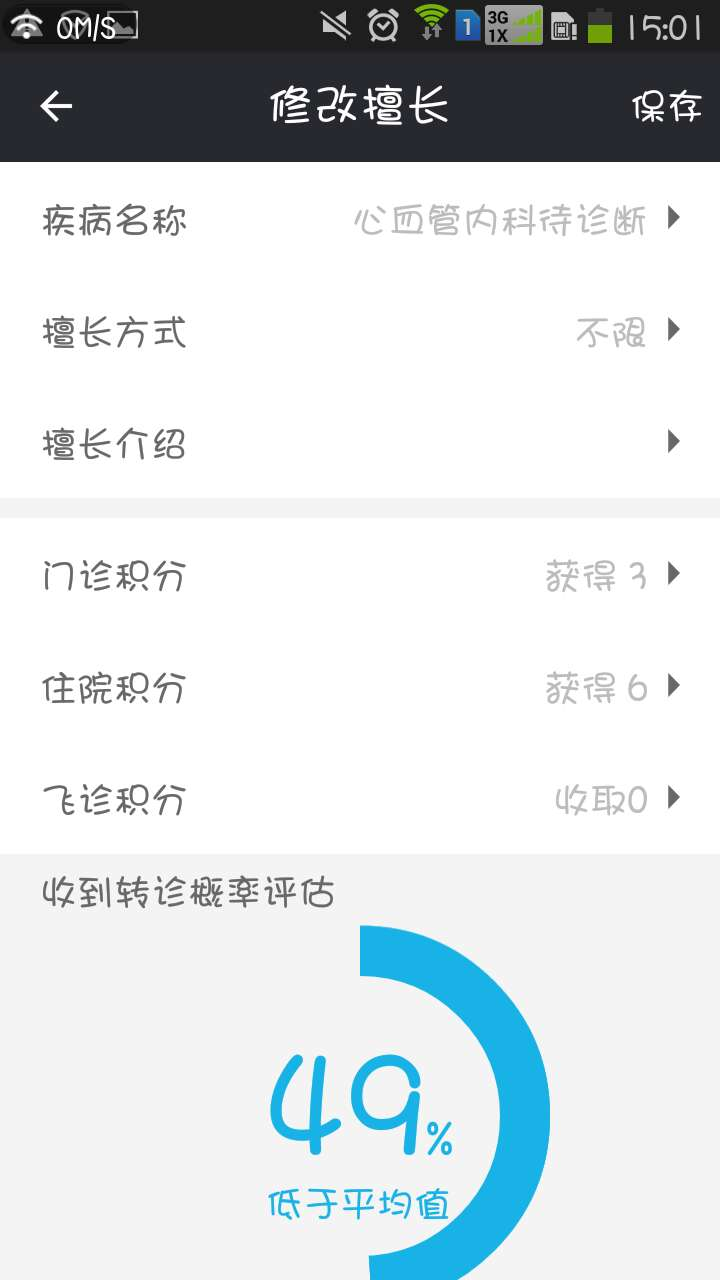 0M/S 1 3G 1X 15:01
修改擅长 保存
疾病名称 心血管内科待诊断
擅长方式 不限
擅长介绍
门诊积分 获得 3
住院积分 获得 6
飞诊积分 收取0
收到转诊概率评估
49%
低于平均值